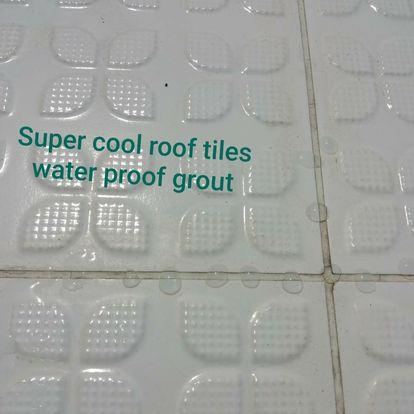 Super cool roof tiles
water proof grout